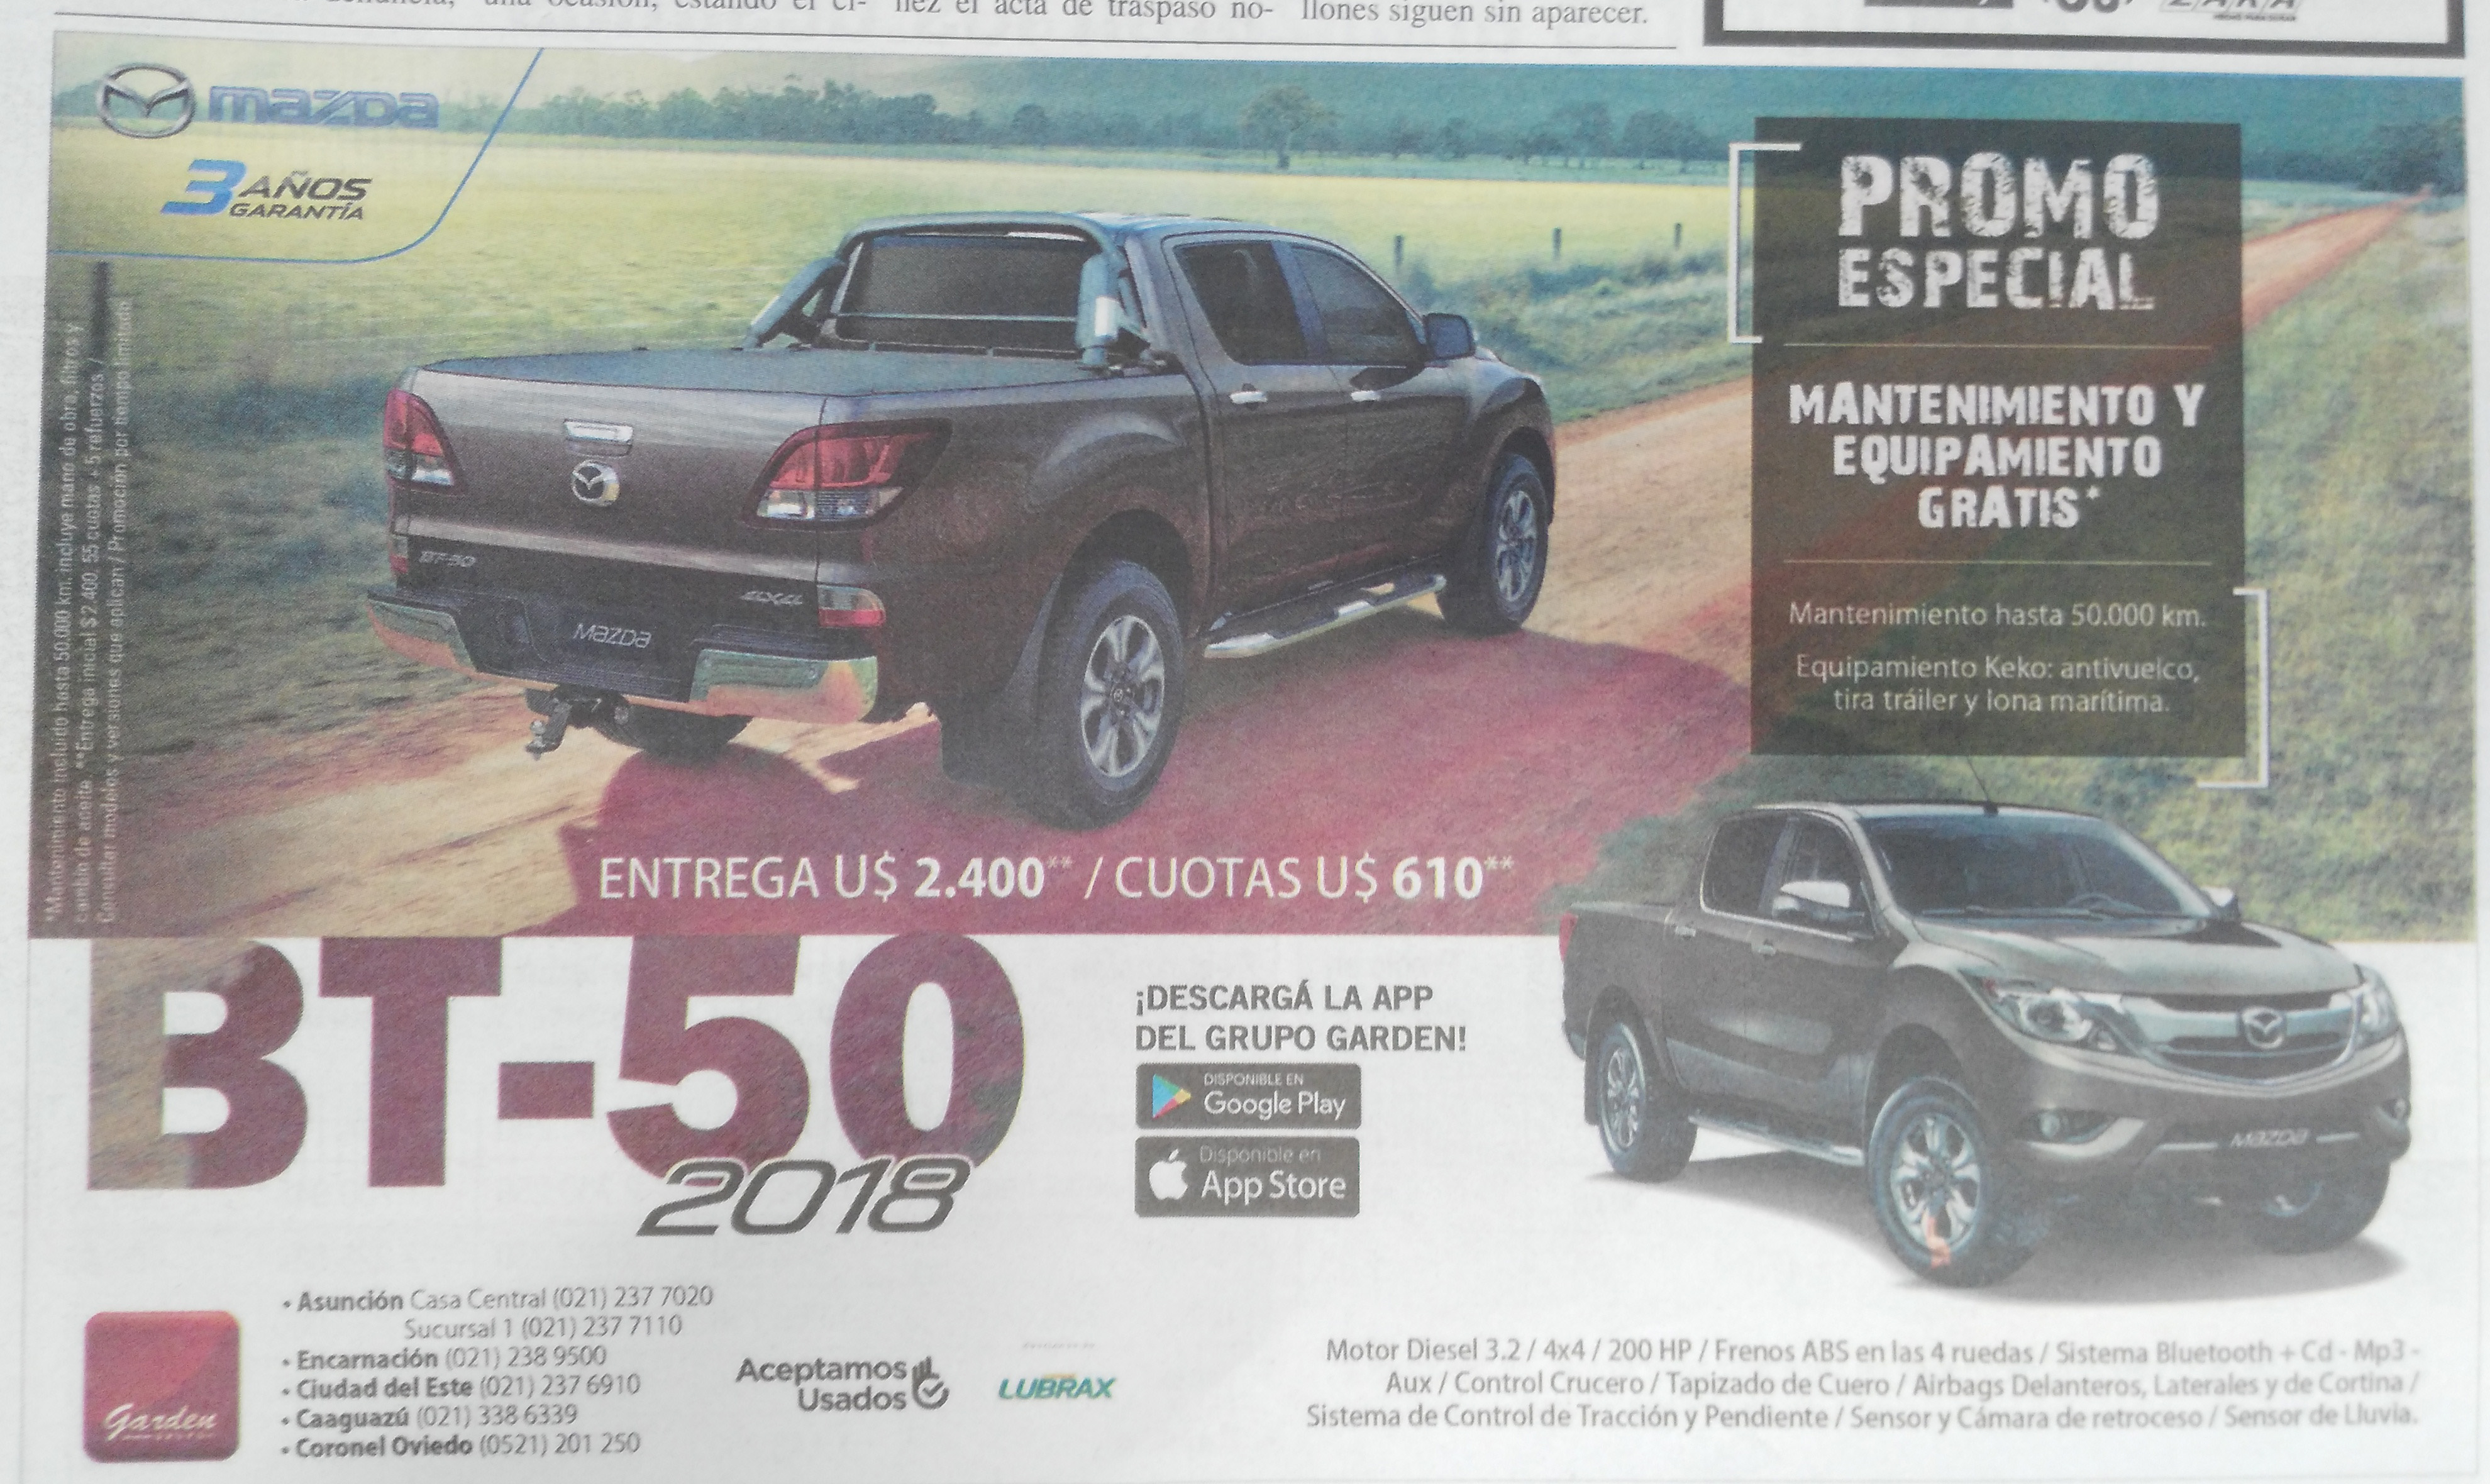 una ocasión, estando el ci- nez el acta de traspaso no- llones siguen sin aparecer.
mazda
3 AÑOS
GARANTÍA
PROMO
ESPECIAL
MANTENIMIENTO Y
EQUIPAMIENTO
GRATIS*
Mantenimiento hasta 50.000 km.
Equipamiento Keko: antivuelco,
tira tráiler y lona marítima.
*Mantenimiento incluido hasta 50.000 km. incluye mano de obra, filtros y
cambio de aceite. **Entrega inicial $ 2.400, 55 cuotas + 5 refuerzos /
Consultar modelos y versiones que aplican / Promoción por tiempo limitado
BT-50
4x4
mazda
ENTREGA U$ 2.400** / CUOTAS U$ 610**
BT-50
2018
¡DESCARGÁ LA APP
DEL GRUPO GARDEN!
DISPONIBLE EN
Google Play
Disponible en
App Store
mazda
Garden
• Asunción Casa Central (021) 237 7020
Sucursal 1 (021) 237 7110
• Encarnación (021) 238 9500
• Ciudad del Este (021) 237 6910
• Caaguazú (021) 338 6339
• Coronel Oviedo (0521) 201 250
Aceptamos
Usados
LUBRAX
Motor Diesel 3.2 / 4x4 / 200 HP / Frenos ABS en las 4 ruedas / Sistema Bluetooth + Cd - Mp3 -
Aux / Control Crucero / Tapizado de Cuero / Airbags Delanteros, Laterales y de Cortina /
Sistema de Control de Tracción y Pendiente / Sensor y Cámara de retroceso / Sensor de Lluvia.